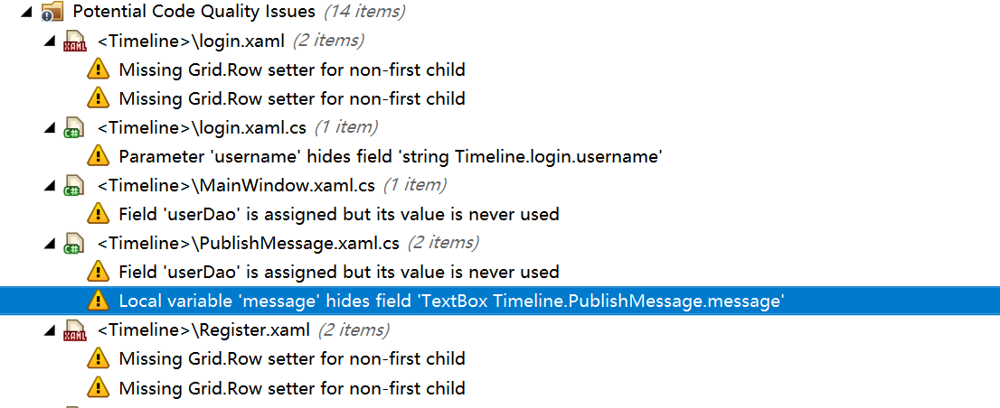 Potential Code Quality Issues (14 items)
<Timeline>\login.xaml (2 items)
Missing Grid.Row setter for non-first child
Missing Grid.Row setter for non-first child
<Timeline>\login.xaml.cs (1 item)
Parameter 'username' hides field 'string Timeline.login.username'
<Timeline>\MainWindow.xaml.cs (1 item)
Field 'userDao' is assigned but its value is never used
<Timeline>\PublishMessage.xaml.cs (2 items)
Field 'userDao' is assigned but its value is never used
Local variable 'message' hides field 'TextBox Timeline.PublishMessage.message'
<Timeline>\Register.xaml (2 items)
Missing Grid.Row setter for non-first child
Missing Grid.Row setter for non-first child